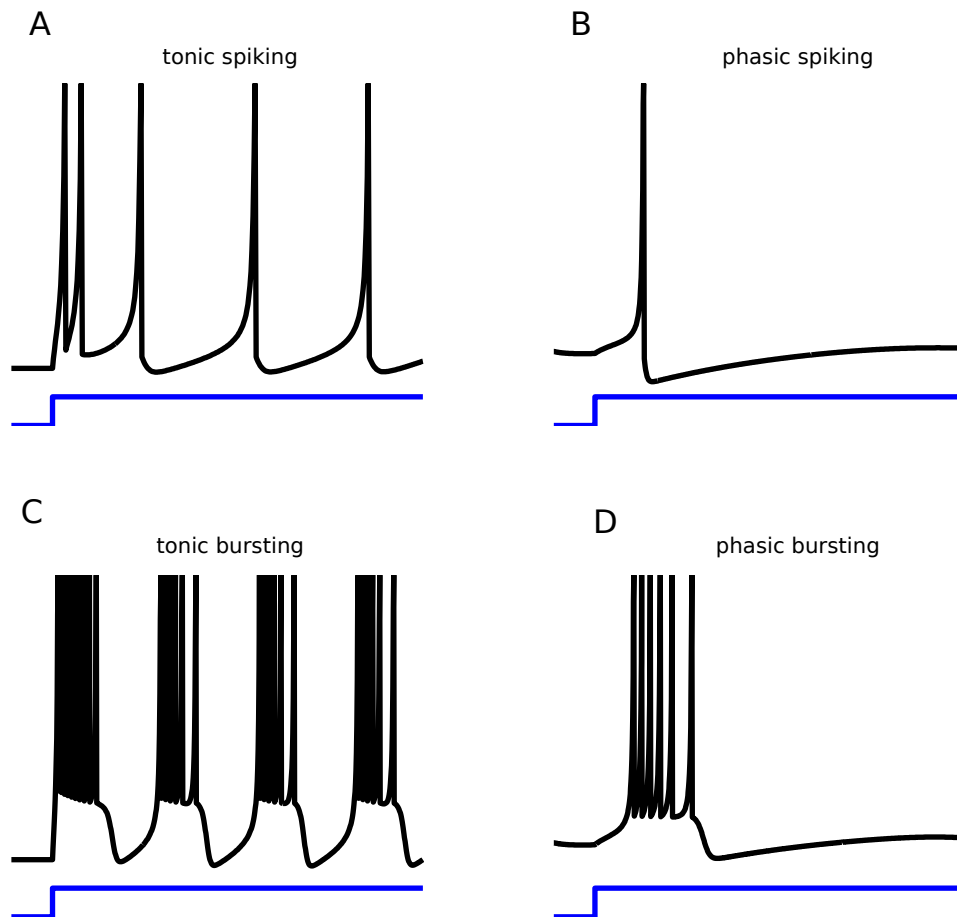 A
tonic spiking
B
phasic spiking
C
tonic bursting
D
phasic bursting